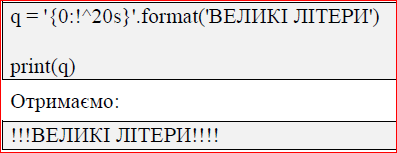 q = '{0:!^20s}'.format('ВЕЛИКІ ЛІТЕРИ')
print(q)
Отримаємо:
!!!ВЕЛИКІ ЛІТЕРИ!!!!